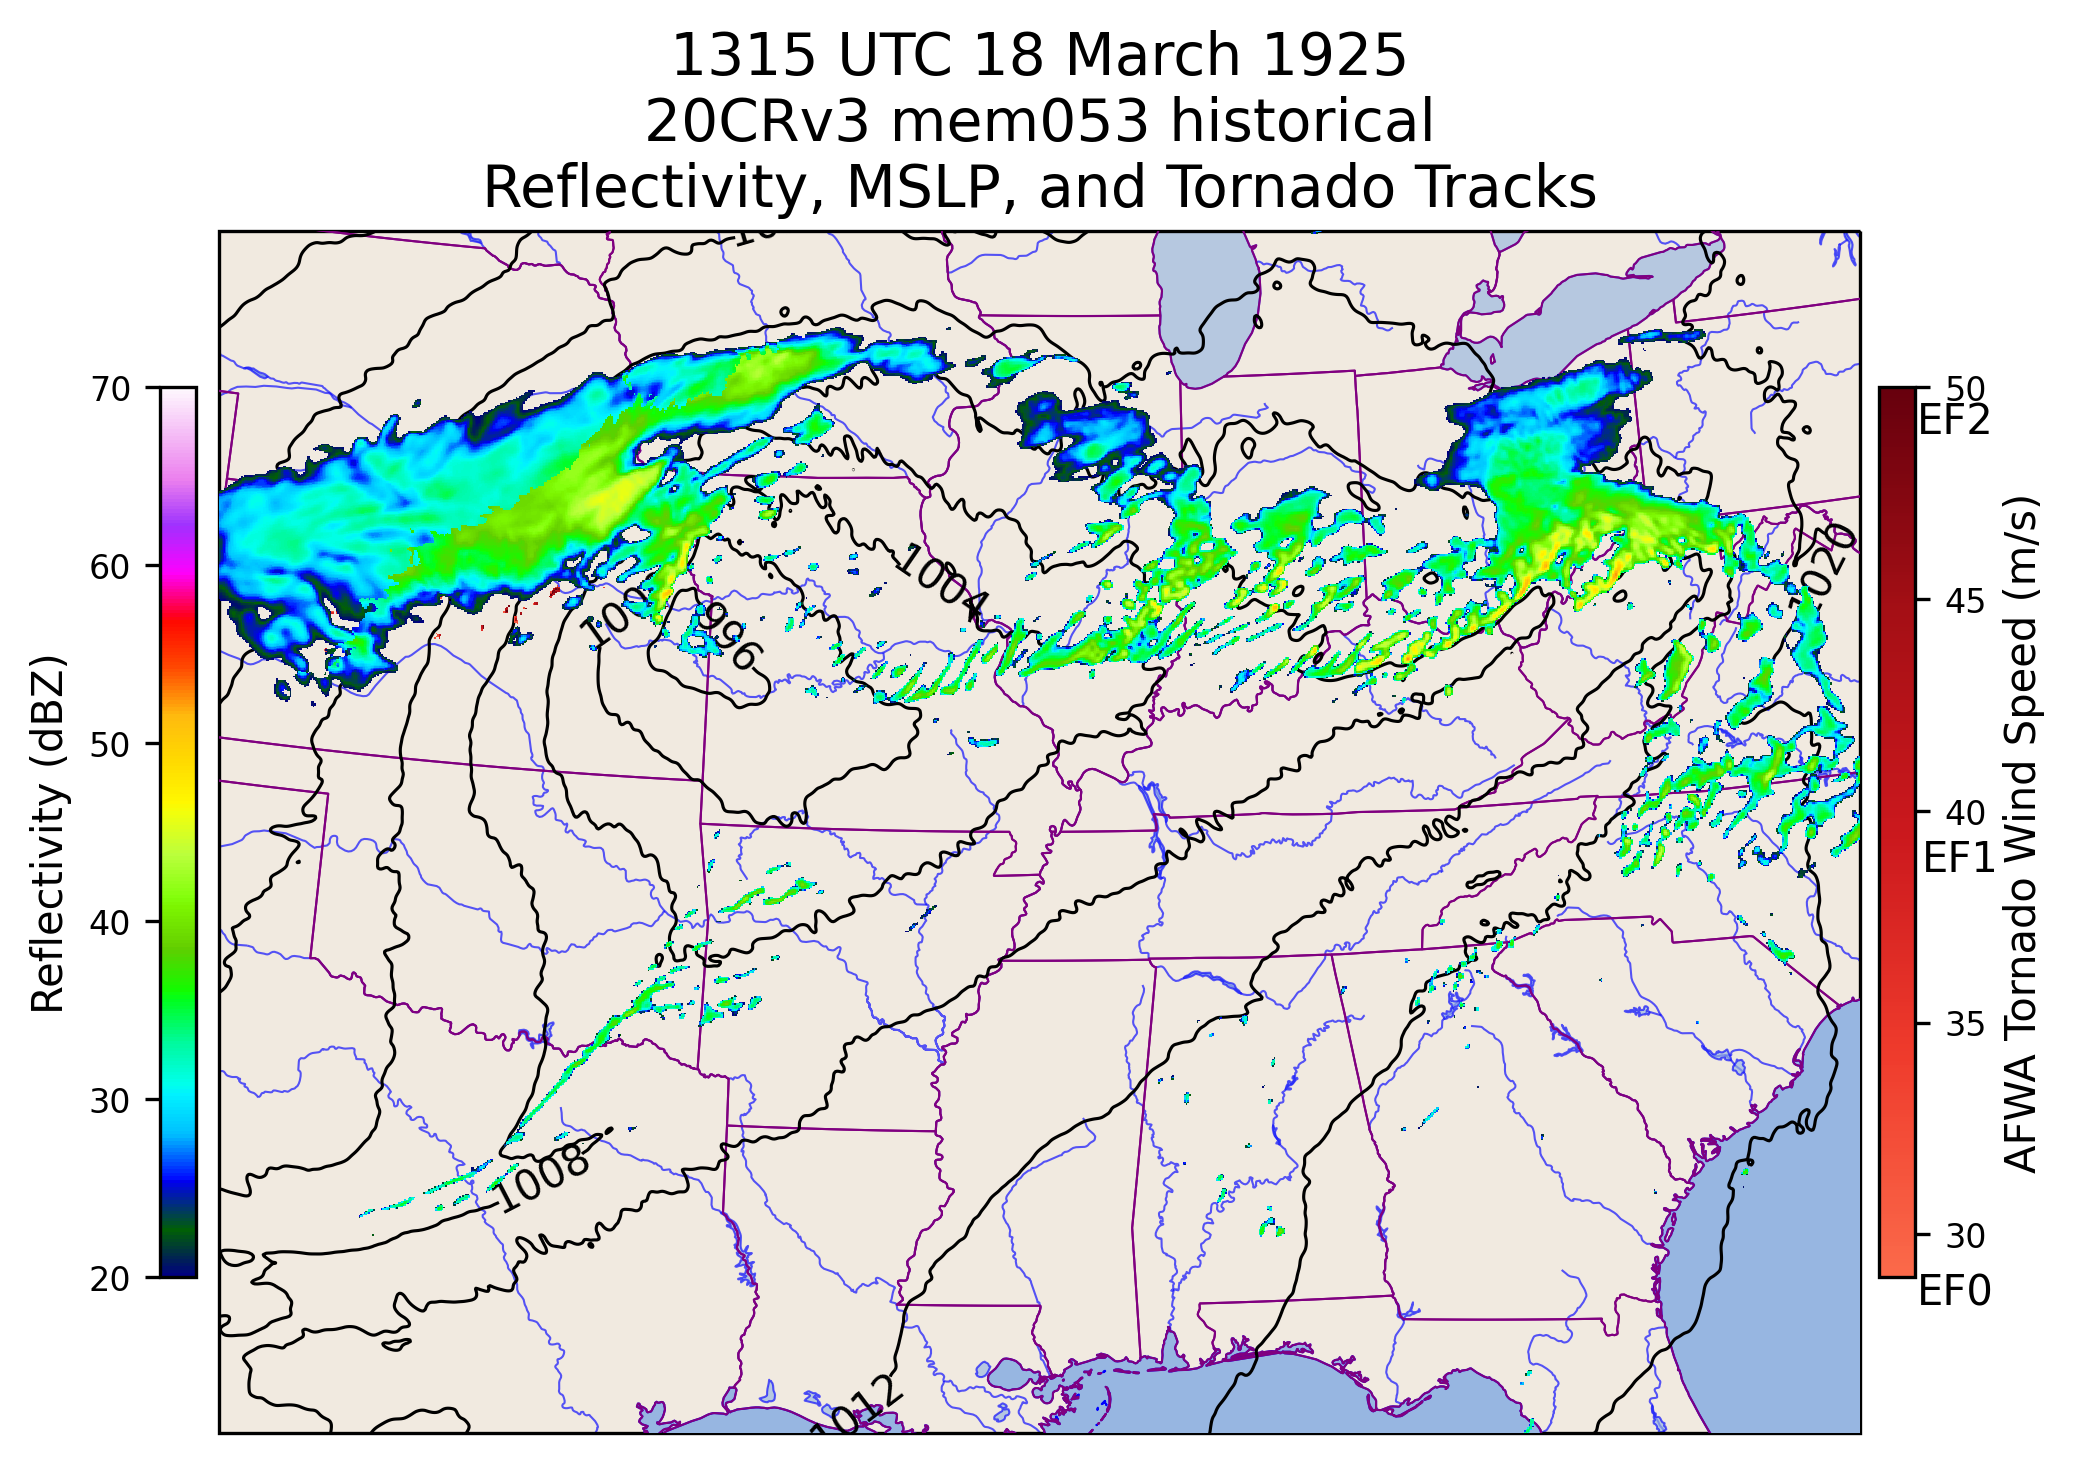 1315 UTC 18 March 1925
20CRv3 mem053 historical
Reflectivity, MSLP, and Tornado Tracks
70
60
50
40
30
20
Reflectivity (dBZ)
1004
996
1020
1008
1012
50
EF2
45
40
EF1
35
30
EF0
AFWA Tornado Wind Speed (m/s)